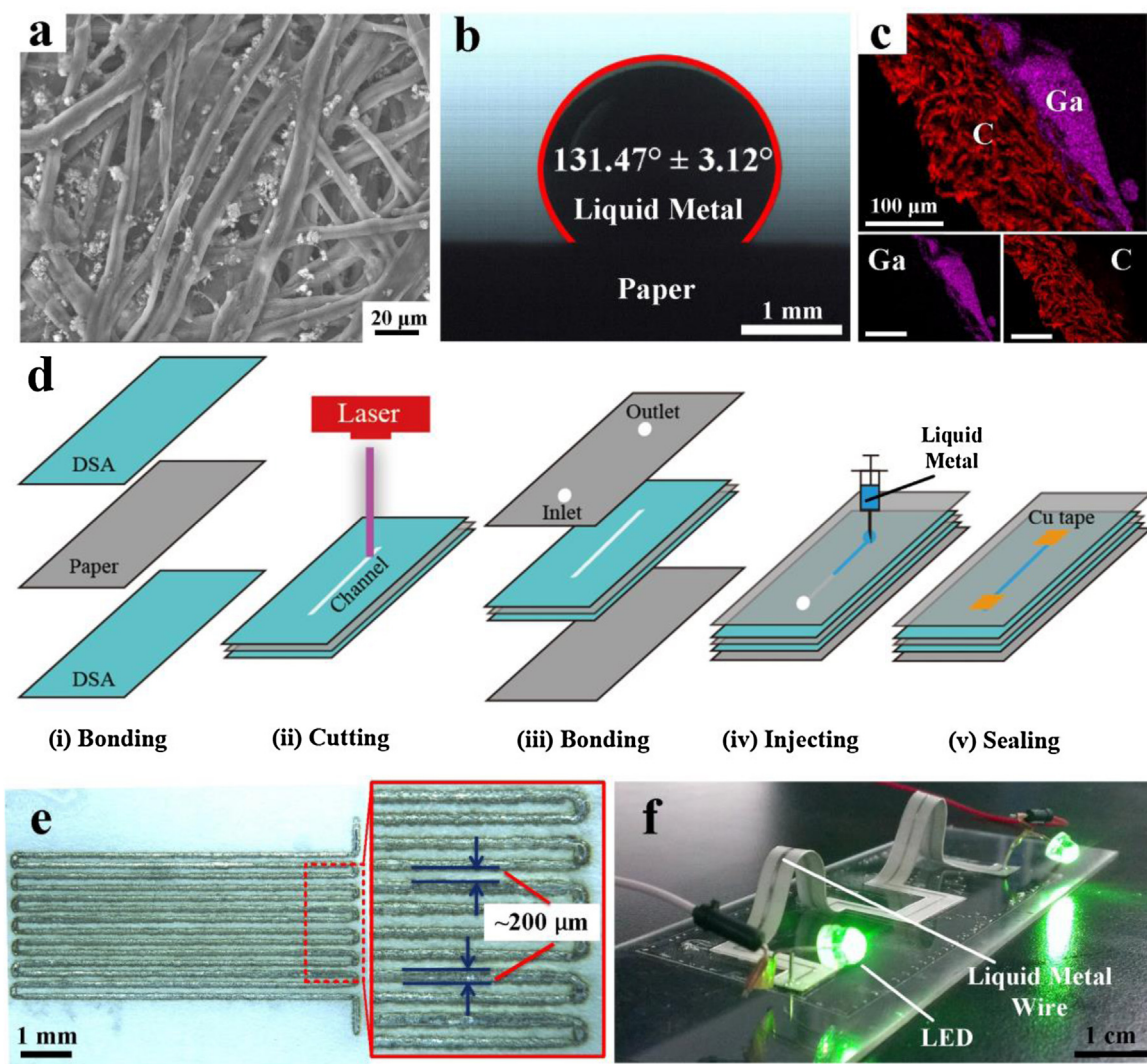 a
20 µm
b
131.47° ± 3.12°
Liquid Metal
Paper
1 mm
c
Ga
C
100 µm
Ga
C
d
DSA
Paper
DSA
(i) Bonding
Laser
Channel
(ii) Cutting
Outlet
Inlet
(iii) Bonding
Liquid
Metal
(iv) Injecting
Cu tape
(v) Sealing
e
~200 µm
1 mm
f
Liquid Metal
Wire
LED
1 cm